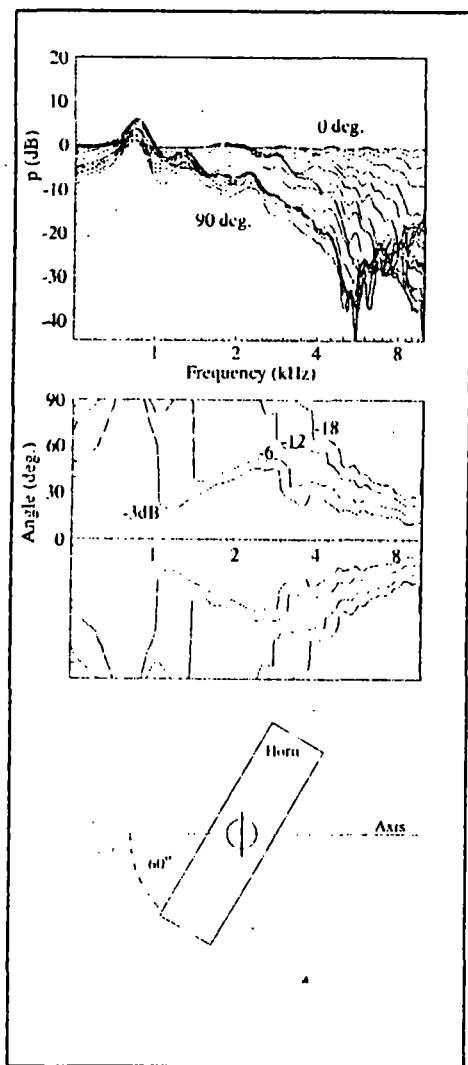 20
10
0
-10
-20
-30
-40
p (dB)
0 deg.
90 deg.
1 2 4 8
Frequency (kHz)
90
60
30
0
Angle (deg.)
-3dB
-6
-12
-18
1 2 4 8
Horn
Axis
60°